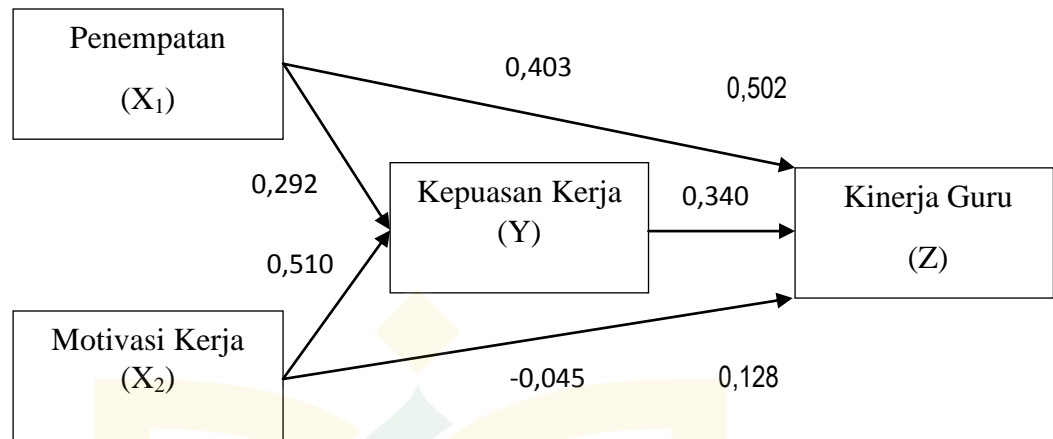 Penempatan
(X₁)
0,403
0,502
0,292
Kepuasan Kerja
(Y)
0,340
Kinerja Guru
(Z)
0,510
Motivasi Kerja
(X₂)
-0,045
0,128